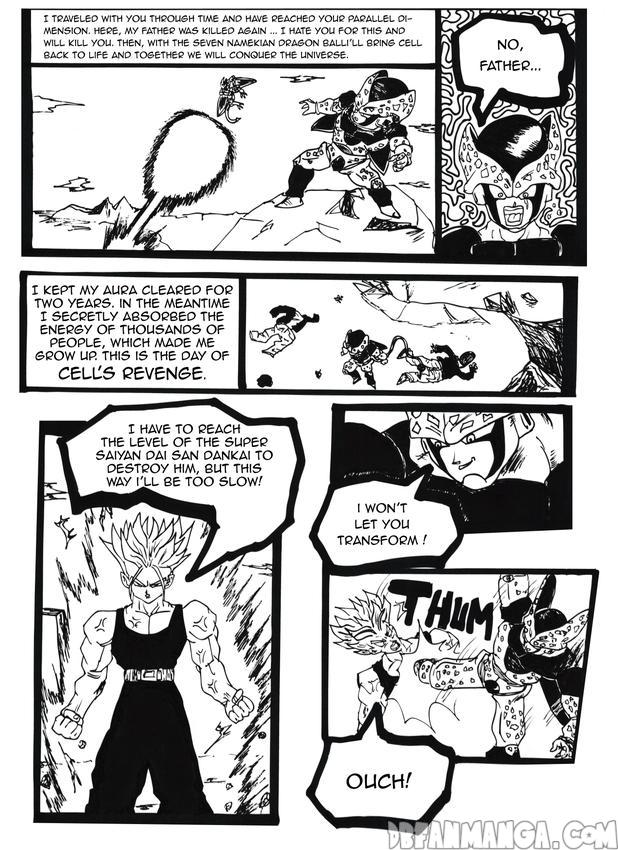 I TRAVELED WITH YOU THROUGH TIME AND HAVE REACHED YOUR PARALLEL DI-
MENSION. HERE, MY FATHER WAS KILLED AGAIN ... I HATE YOU FOR THIS AND
WILL KILL YOU. THEN, WITH THE SEVEN NAMEKIAN DRAGON BALLI'LL BRING CELL
BACK TO LIFE AND TOGETHER WE WILL CONQUER THE UNIVERSE.
NO,
FATHER...
I KEPT MY AURA CLEARED FOR
TWO YEARS. IN THE MEANTIME
I SECRETLY ABSORBED THE
ENERGY OF THOUSANDS OF
PEOPLE, WHICH MADE ME
GROW UP. THIS IS THE DAY OF
CELL'S REVENGE.
I HAVE TO REACH
THE LEVEL OF THE SUPER
SAIYAN DAI SAN DANKAI TO
DESTROY HIM, BUT THIS
WAY I'LL BE TOO SLOW!
I WON'T
LET YOU
TRANSFORM !
THUM
OUCH!
DBFANMANGA.COM